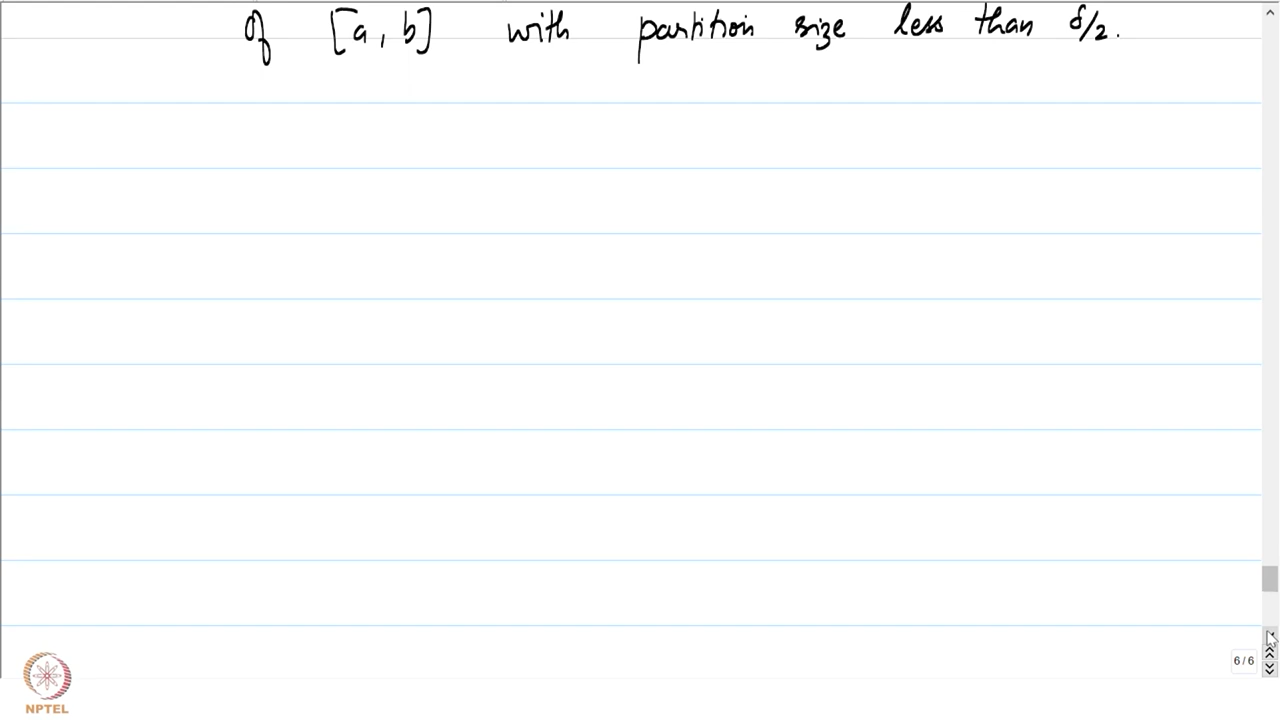 of [a, b] with partition size less than δ/2.
6 / 6
NPTEL